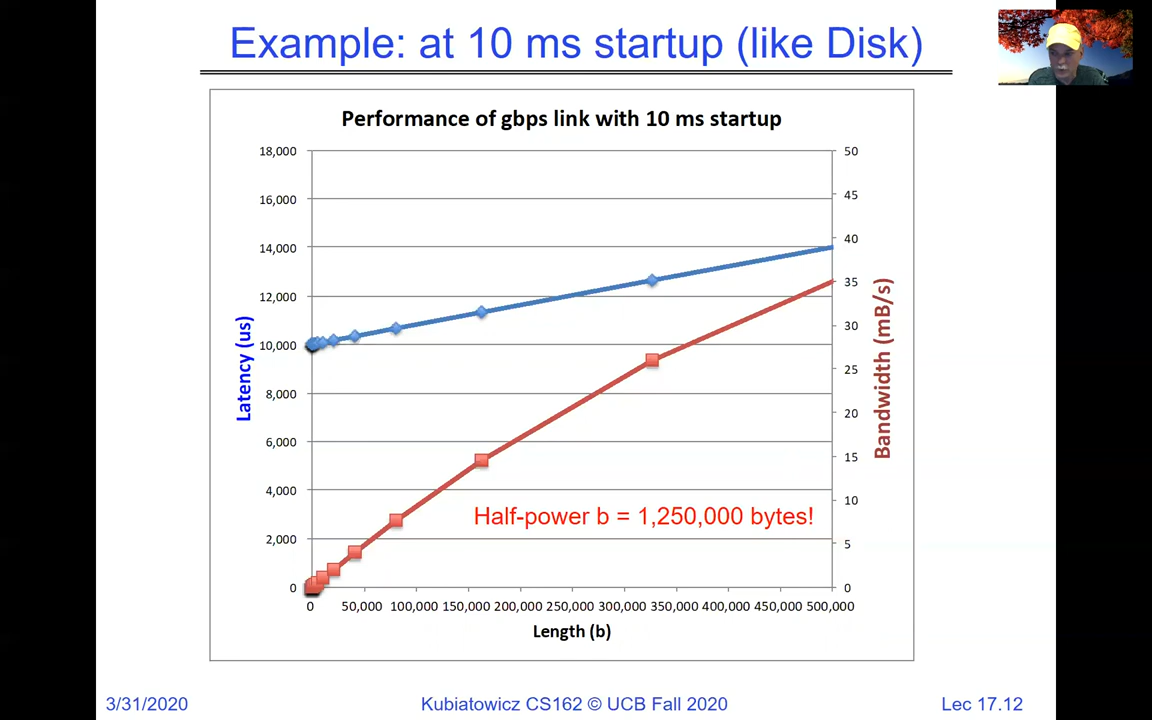 Example: at 10 ms startup (like Disk)
Performance of gbps link with 10 ms startup
18,000
16,000
14,000
12,000
10,000
8,000
6,000
4,000
2,000
0
Latency (us)
50
45
40
35
30
25
20
15
10
5
0
Bandwidth (mB/s)
Half-power b = 1,250,000 bytes!
0 50,000 100,000 150,000 200,000 250,000 300,000 350,000 400,000 450,000 500,000
Length (b)
3/31/2020 Kubiatowicz CS162 © UCB Fall 2020 Lec 17.12